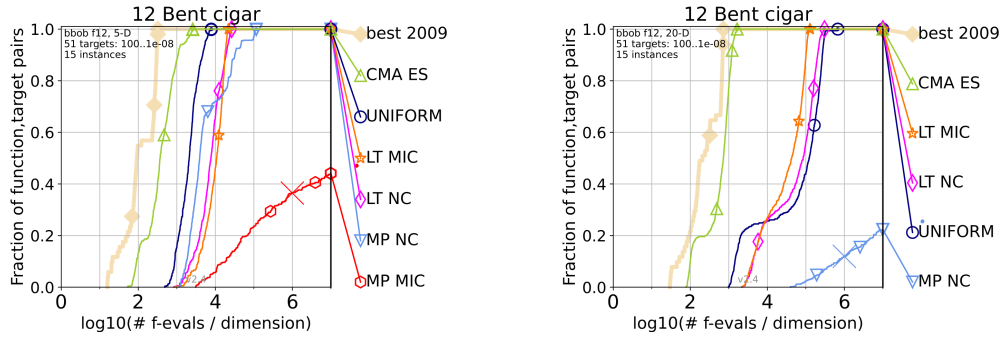 12 Bent cigar
bbob f12, 5-D
51 targets: 100..1e-08
15 instances
Fraction of function,target pairs
1.0
0.8
0.6
0.4
0.2
0.0
0
2
4
6
log10(# f-evals / dimension)
v2.4
best 2009
CMA ES
UNIFORM
LT MIC
LT NC
MP NC
MP MIC
12 Bent cigar
bbob f12, 20-D
51 targets: 100..1e-08
15 instances
Fraction of function,target pairs
1.0
0.8
0.6
0.4
0.2
0.0
0
2
4
6
log10(# f-evals / dimension)
v2.4
best 2009
CMA ES
LT MIC
LT NC
UNIFORM
MP NC